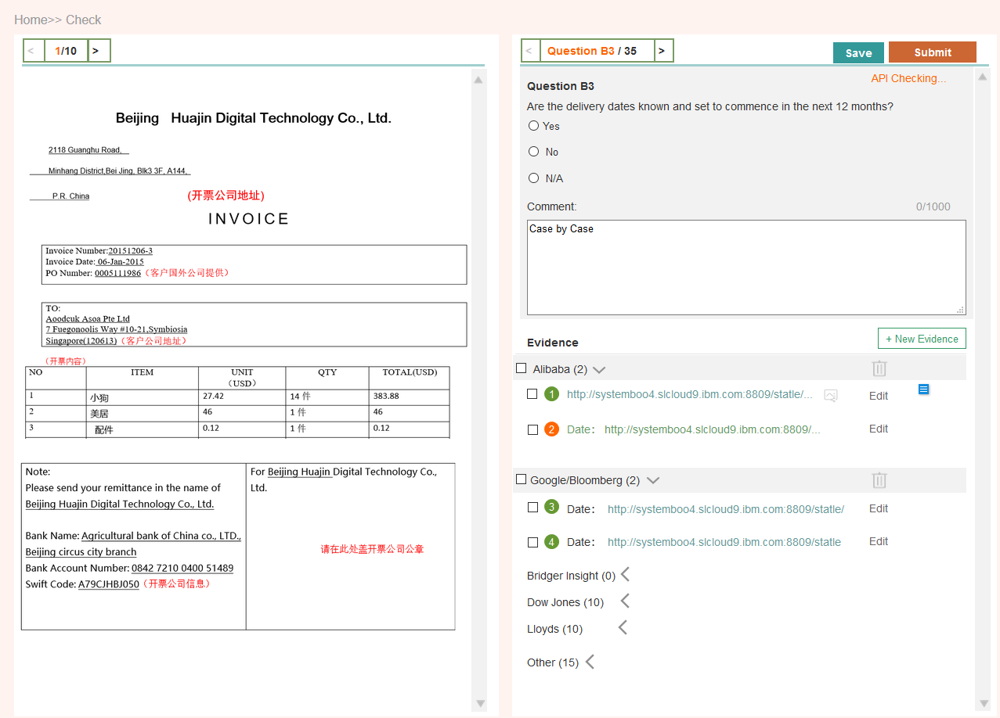 Home>> Check
< 1/10 >
Beijing Huajin Digital Technology Co., Ltd.
2118 Guanghu Road,
Minhang District,Bei Jing, Blk3 3F, A144,
P.R. China (开票公司地址)
INVOICE
Invoice Number:20151206-3
Invoice Date: 06-Jan-2015
PO Number: 0005111986（客户国外公司提供）
TO:
Aoodcuk Asoa Pte Ltd
7 Fuegonoolis Way #10-21,Symbiosia
Singapore(120613)（客户公司地址）
（开票内容）
NO ITEM UNIT QTY TOTAL(USD)
（USD）
1 小狗 27.42 14 件 383.88
2 美居 46 1 件 46
3 配件 0.12 1 件 0.12
Note:
Please send your remittance in the name of
Beijing Huajin Digital Technology Co., Ltd.
Bank Name: Agricultural bank of China co., LTD.,
Beijing circus city branch
Bank Account Number: 0842 7210 0400 51489
Swift Code: A79CJHBJ050（开票公司信息）
For Beijing Huajin Digital Technology Co.,
Ltd.
请在此处盖开票公司公章
< Question B3 / 35 >
Save
Submit
API Checking...
Question B3
Are the delivery dates known and set to commence in the next 12 months?
Yes
No
N/A
Comment: 0/1000
Case by Case
Evidence
+ New Evidence
Alibaba (2)
1 http://systemboo4.slcloud9.ibm.com:8809/statle/... Edit
2 Date： http://systemboo4.slcloud9.ibm.com:8809/... Edit
Google/Bloomberg (2)
3 Date： http://systemboo4.slcloud9.ibm.com:8809/statle/ Edit
4 Date： http://systemboo4.slcloud9.ibm.com:8809/statle Edit
Bridger Insight (0)
Dow Jones (10)
Lloyds (10)
Other (15)